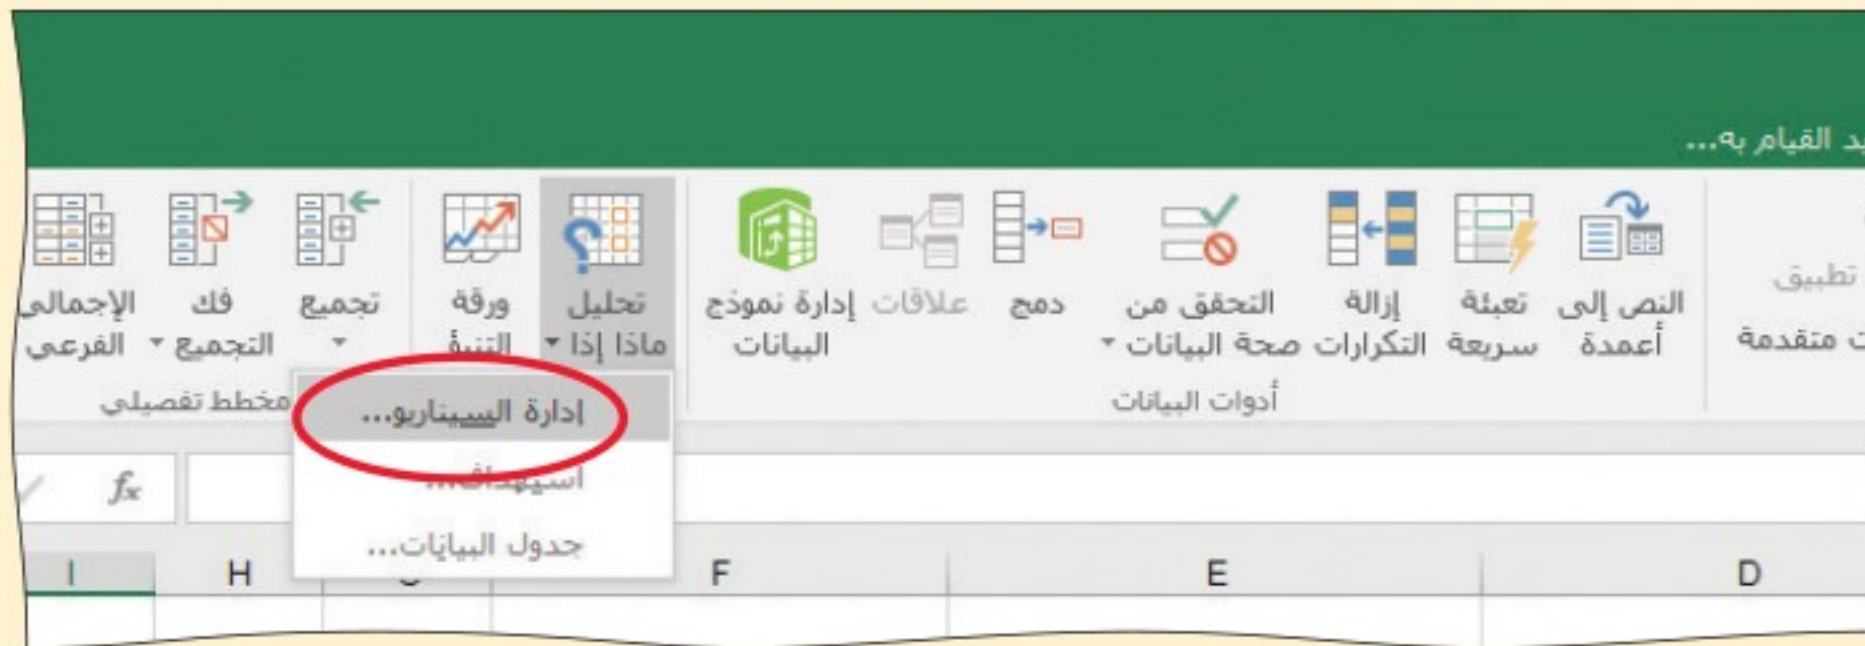 يد القيام به...
تطبيق
ت متقدمة
النص إلى
أعمدة
تعبئة
سريعة
إزالة
التكرارات
التحقق من
صحة البيانات
دمج
علاقات
إدارة نموذج
البيانات
أدوات البيانات
تحليل
ماذا إذا
ورقة
التنبؤ
تجميع
فك
التجميع
الإجمالي
الفرعي
مخطط تفصيلي
إدارة السيناريو...
استهداف...
جدول البيانات...
fx
D
E
F
H
I